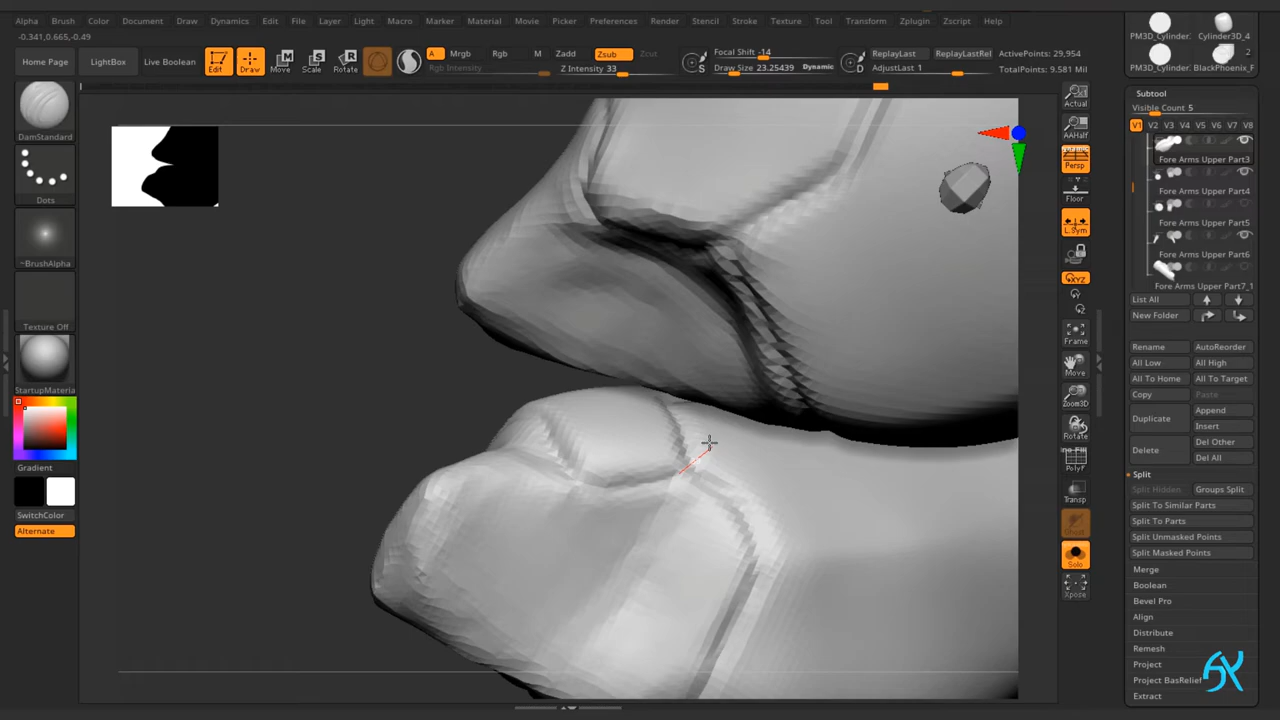 Alpha Brush Color Document Draw Dynamics Edit File Layer Light Macro Marker Material Movie Picker Preferences Render Stencil Stroke Texture Tool Transform Zplugin Zscript Help
-0.341,0.665,-0.49
Home Page LightBox Live Boolean Edit Draw Move Scale Rotate A Mrgb Rgb M Zadd Zsub Zcut Focal Shift -14 ReplayLast ReplayLastRel ActivePoints: 29,954
Rgb Intensity Z Intensity 33 S Draw Size 23.25439 Dynamic D AdjustLast 1 TotalPoints: 9.581 Mil
PM3D_Cylinder Cylinder3D_4
2
PM3D_Cylinder BlackPhoenix_F
DamStandard
Dots
~BrushAlpha
Texture Off
StartupMateria
Gradient
SwitchColor
Alternate
Actual
AAHalf
Persp
Floor
L.Sym
XYZ
Y
Z
Frame
Move
Zoom3D
Rotate
PolyF
Transp
Ghost
Solo
Xpose
Subtool
Visible Count 5
V1 V2 V3 V4 V5 V6 V7 V8
Fore Arms Upper Part3
Fore Arms Upper Part4
Fore Arms Upper Part5
Fore Arms Upper Part6
Fore Arms Upper Part7_1
List All
New Folder
Rename AutoReorder
All Low All High
All To Home All To Target
Copy Paste
Duplicate Append
Insert
Delete Del Other
Del All
Split
Split Hidden Groups Split
Split To Similar Parts
Split To Parts
Split Unmasked Points
Split Masked Points
Merge
Boolean
Bevel Pro
Align
Distribute
Remesh
Project
Project BasRelief
Extract